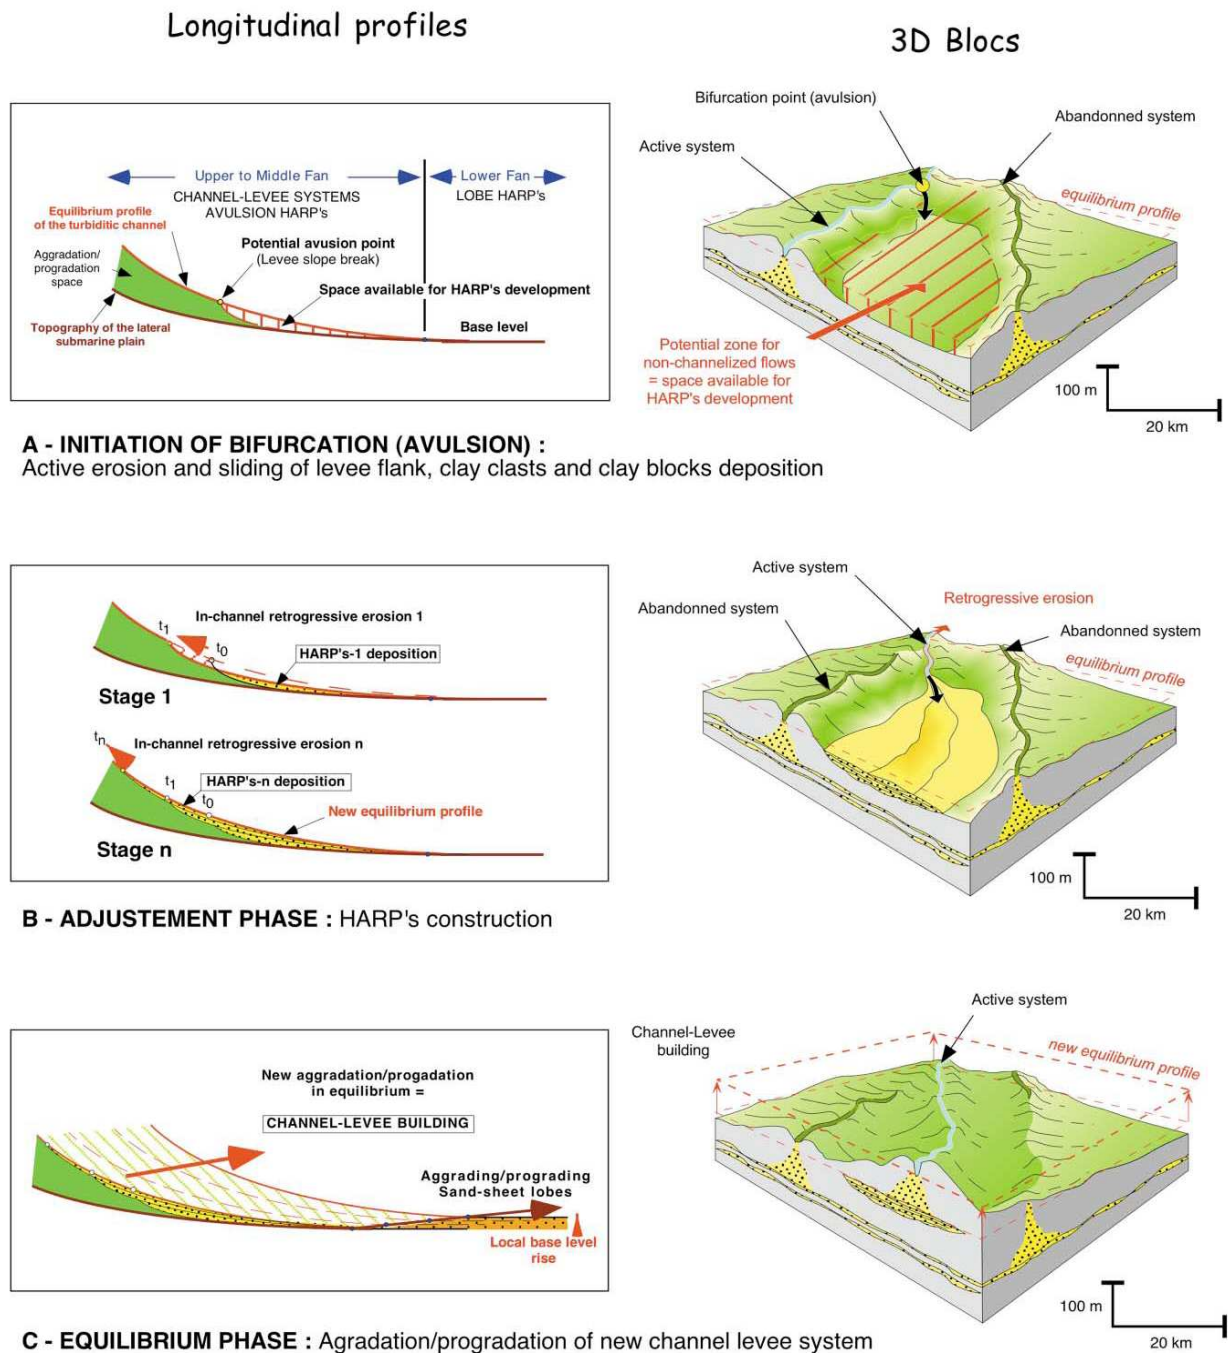 Longitudinal profiles
3D Blocs
Upper to Middle Fan
Lower Fan
CHANNEL-LEVEE SYSTEMS
AVULSION HARP's
LOBE HARP's
Equilibrium profile
of the turbiditic channel
Aggradation/
progradation
space
Potential avusion point
(Levee slope break)
Space available for HARP's development
Topography of the lateral
submarine plain
Base level
Bifurcation point (avulsion)
Abandonned system
Active system
equilibrium profile
Potential zone for
non-channelized flows
= space available for
HARP's development
100 m
20 km
A - INITIATION OF BIFURCATION (AVULSION) :
Active erosion and sliding of levee flank, clay clasts and clay blocks deposition
In-channel retrogressive erosion 1
t1
t0
HARP's-1 deposition
Stage 1
tn
In-channel retrogressive erosion n
t1
HARP's-n deposition
t0
New equilibrium profile
Stage n
Active system
Retrogressive erosion
Abandonned system
Abandonned system
equilibrium profile
100 m
20 km
B - ADJUSTEMENT PHASE : HARP's construction
New aggradation/progadation
in equilibrium =
CHANNEL-LEVEE BUILDING
Aggrading/prograding
Sand-sheet lobes
Local base level
rise
Active system
Channel-Levee
building
new equilibrium profile
100 m
20 km
C - EQUILIBRIUM PHASE : Agradation/progradation of new channel levee system